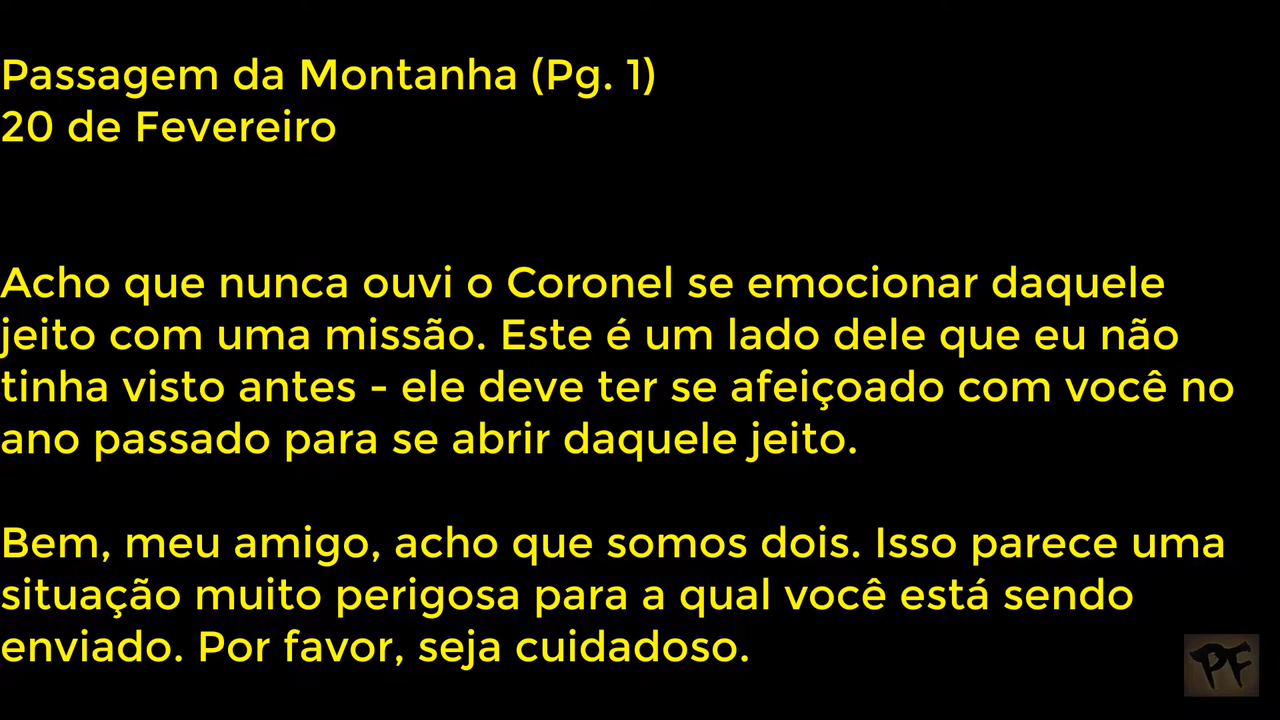 Passagem da Montanha (Pg. 1)
20 de Fevereiro
Acho que nunca ouvi o Coronel se emocionar daquele
jeito com uma missão. Este é um lado dele que eu não
tinha visto antes - ele deve ter se afeiçoado com você no
ano passado para se abrir daquele jeito.
Bem, meu amigo, acho que somos dois. Isso parece uma
situação muito perigosa para a qual você está sendo
enviado. Por favor, seja cuidadoso.
PF